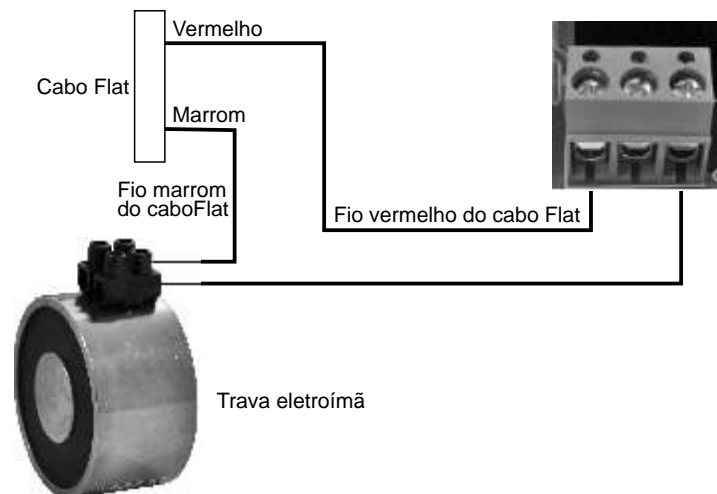 Vermelho
Cabo Flat
Marrom
Fio marrom
do caboFlat
Fio vermelho do cabo Flat
Trava eletroímã